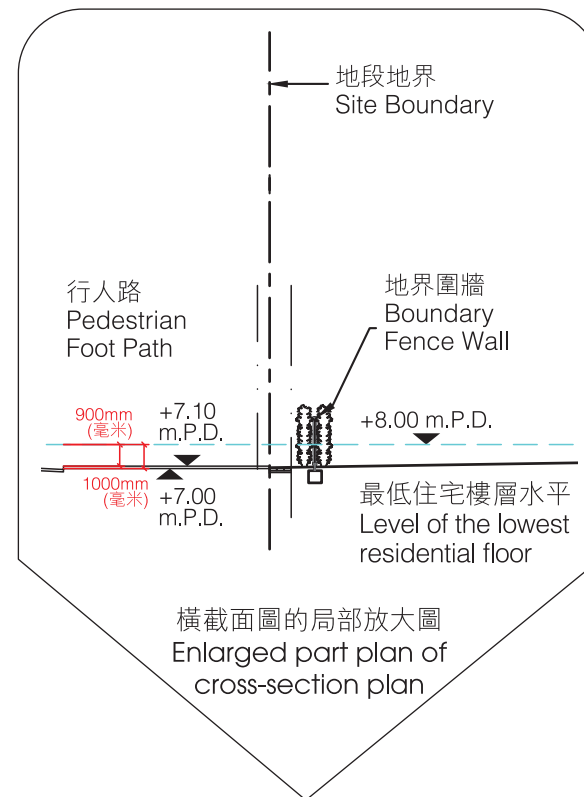 地段地界
Site Boundary
行人路
Pedestrian
Foot Path
地界圍牆
Boundary
Fence Wall
900mm
(毫米)
+7.10
m.P.D.
+8.00 m.P.D.
1000mm
(毫米)
+7.00
m.P.D.
最低住宅樓層水平
Level of the lowest
residential floor
橫截面圖的局部放大圖
Enlarged part plan of
cross-section plan